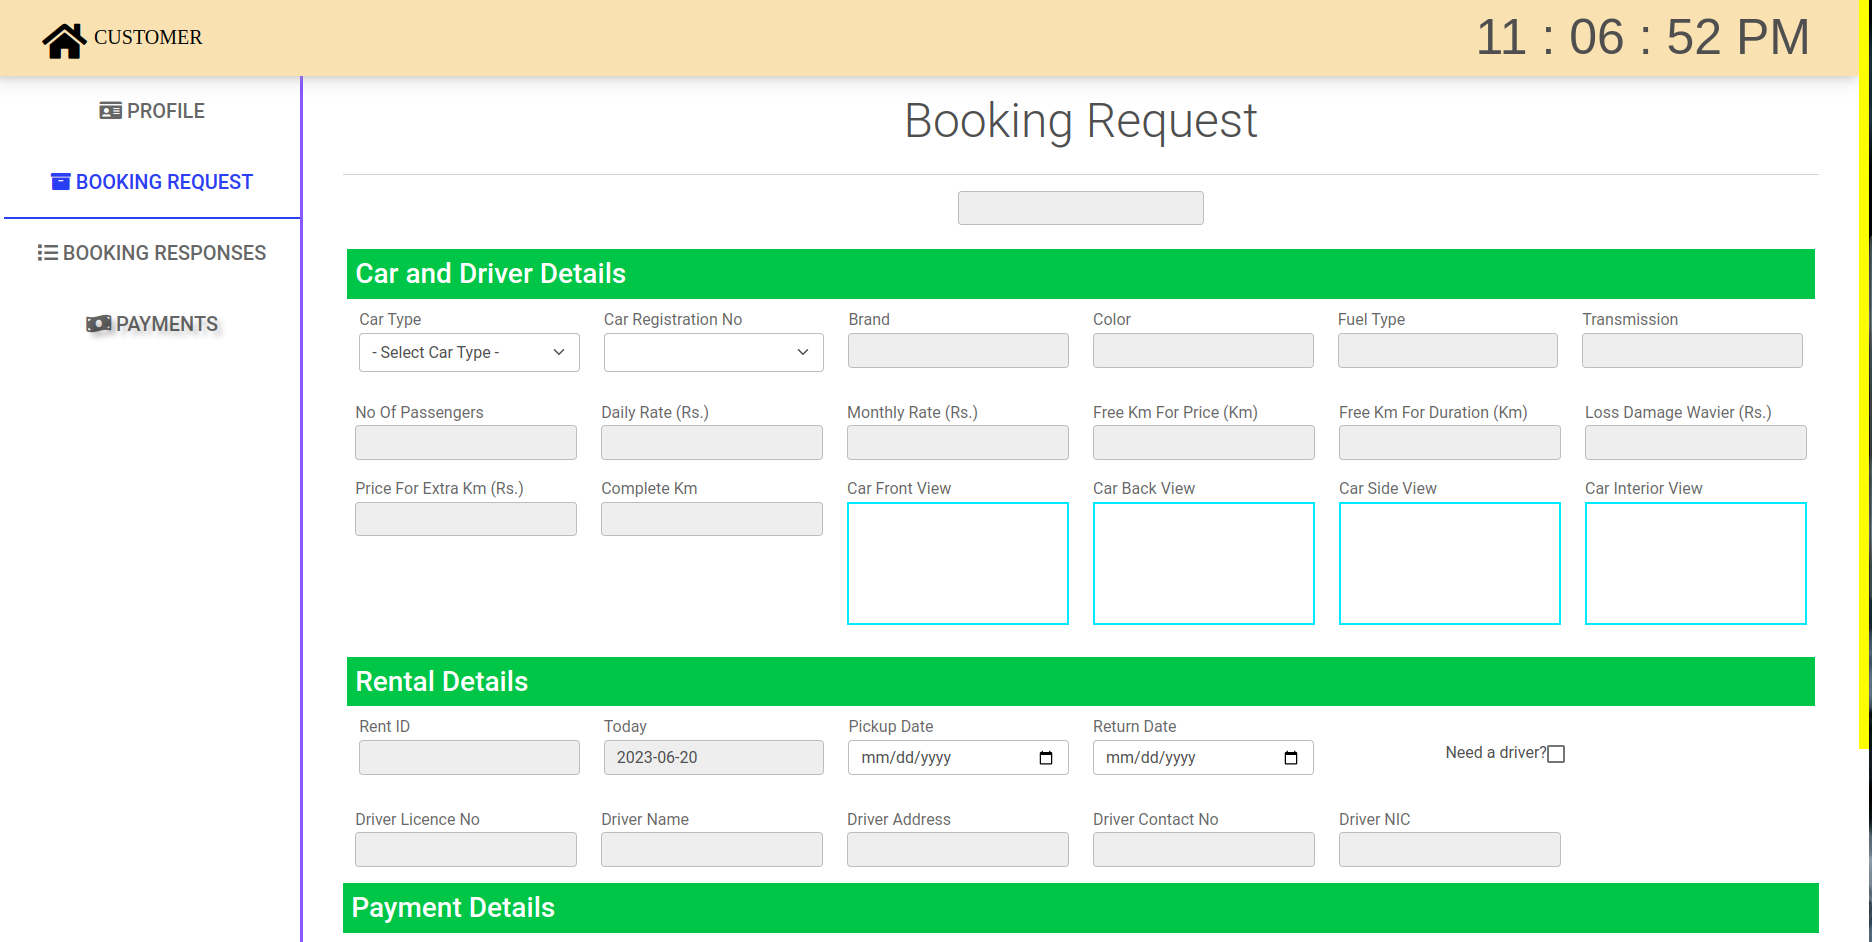 CUSTOMER
11 : 06 : 52 PM
PROFILE
BOOKING REQUEST
BOOKING RESPONSES
PAYMENTS
Booking Request
Car and Driver Details
Car Type Car Registration No Brand Color Fuel Type Transmission
- Select Car Type -
No Of Passengers Daily Rate (Rs.) Monthly Rate (Rs.) Free Km For Price (Km) Free Km For Duration (Km) Loss Damage Wavier (Rs.)
Price For Extra Km (Rs.) Complete Km Car Front View Car Back View Car Side View Car Interior View
Rental Details
Rent ID Today Pickup Date Return Date
2023-06-20 mm/dd/yyyy mm/dd/yyyy Need a driver?
Driver Licence No Driver Name Driver Address Driver Contact No Driver NIC
Payment Details